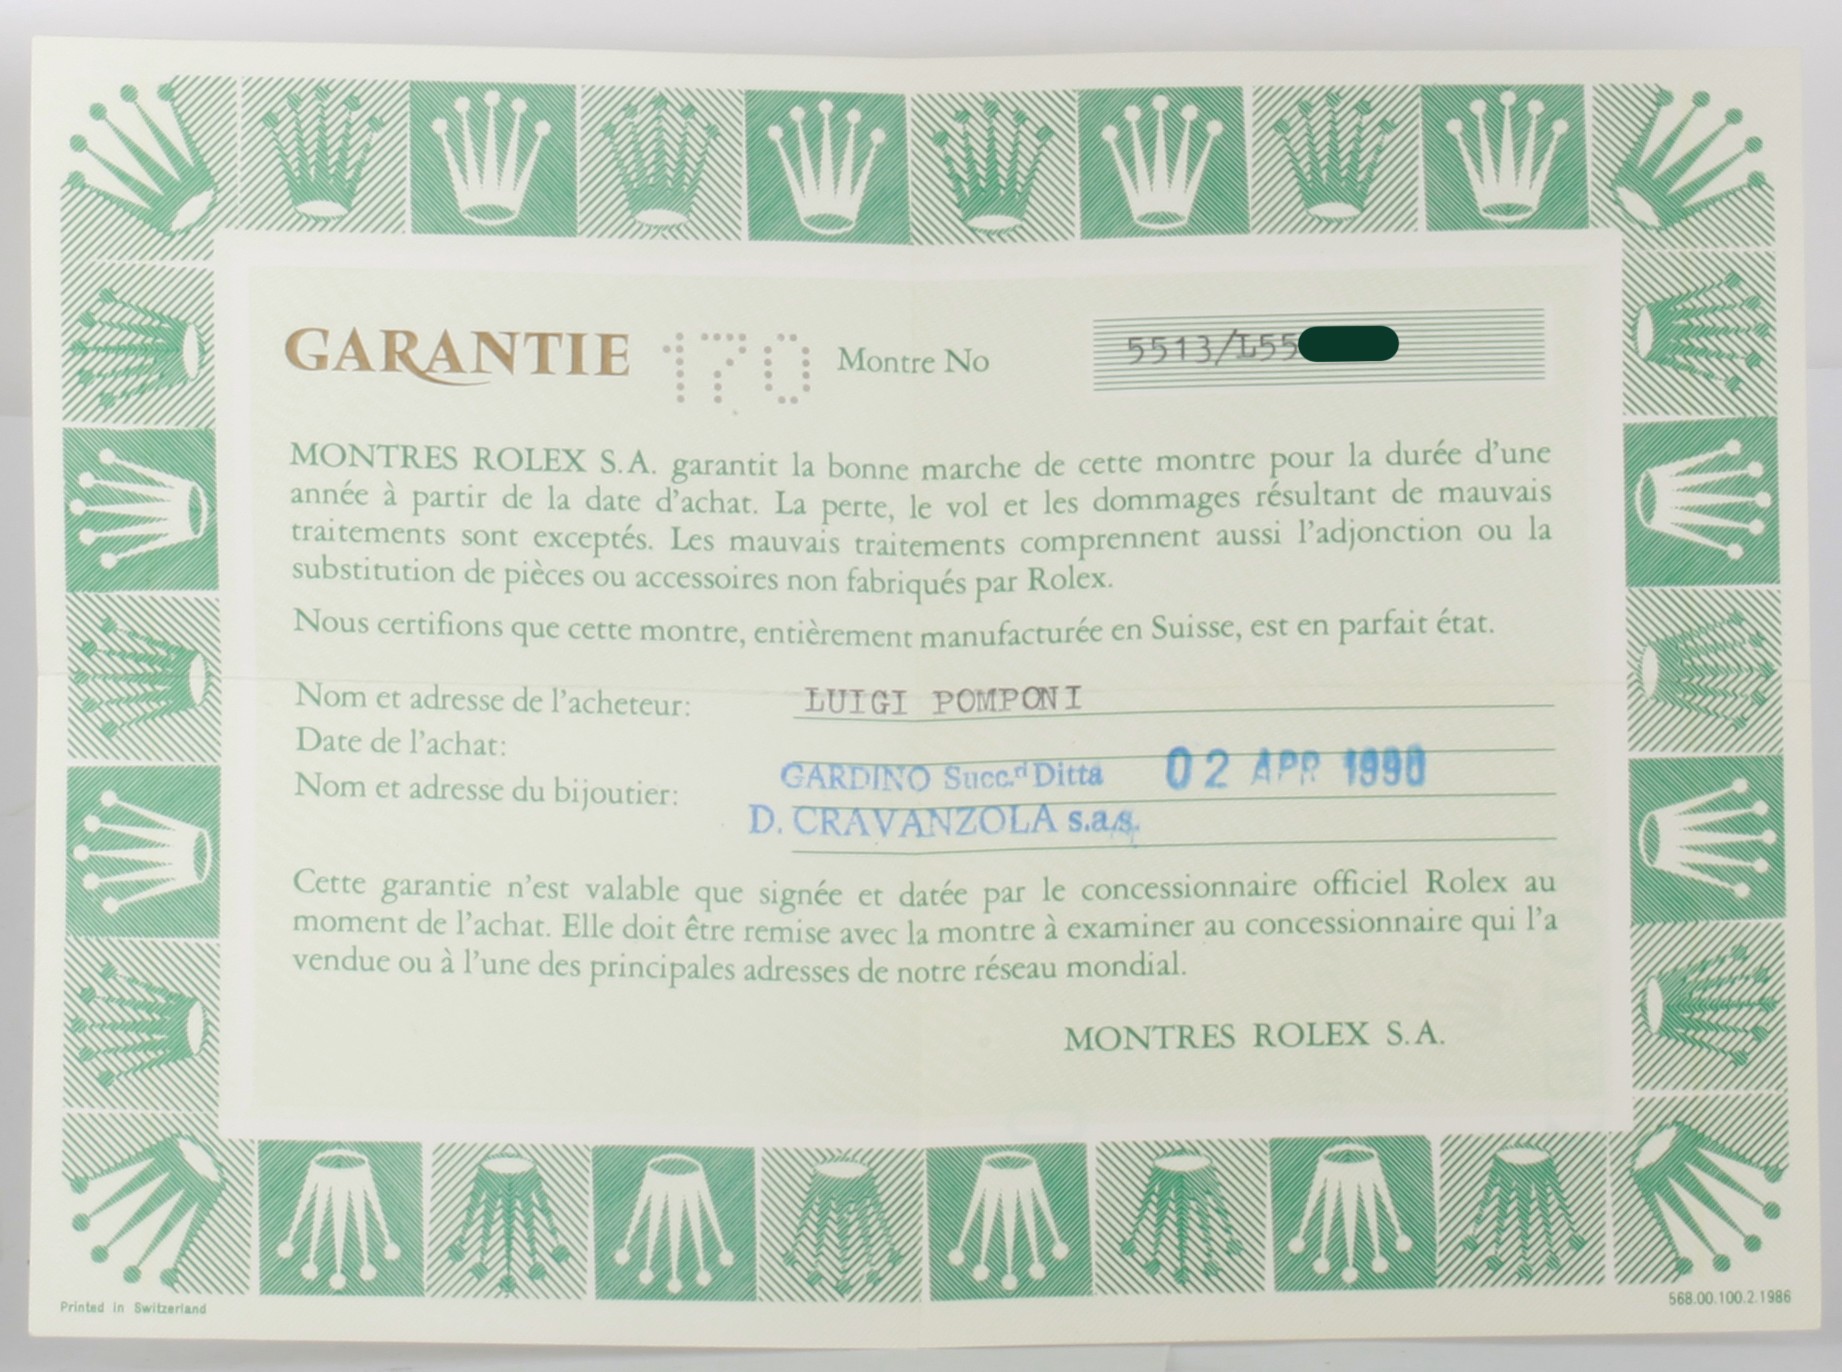 GARANTIE 170 Montre No 5513/L55
MONTRES ROLEX S.A. garantit la bonne marche de cette montre pour la durée d'une
année à partir de la date d'achat. La perte, le vol et les dommages résultant de mauvais
traitements sont exceptés. Les mauvais traitements comprennent aussi l'adjonction ou la
substitution de pièces ou accessoires non fabriqués par Rolex.
Nous certifions que cette montre, entièrement manufacturée en Suisse, est en parfait état.
Nom et adresse de l'acheteur: LUIGI POMPONI
Date de l'achat: 02 APR 1990
Nom et adresse du bijoutier: GARDINO Succ.ri Ditta
D. CRAVANZOLA s.a.s.
Cette garantie n'est valable que signée et datée par le concessionnaire officiel Rolex au
moment de l'achat. Elle doit être remise avec la montre à examiner au concessionnaire qui l'a
vendue ou à l'une des principales adresses de notre réseau mondial.
MONTRES ROLEX S.A.
Printed in Switzerland
568.00.100.2.1986